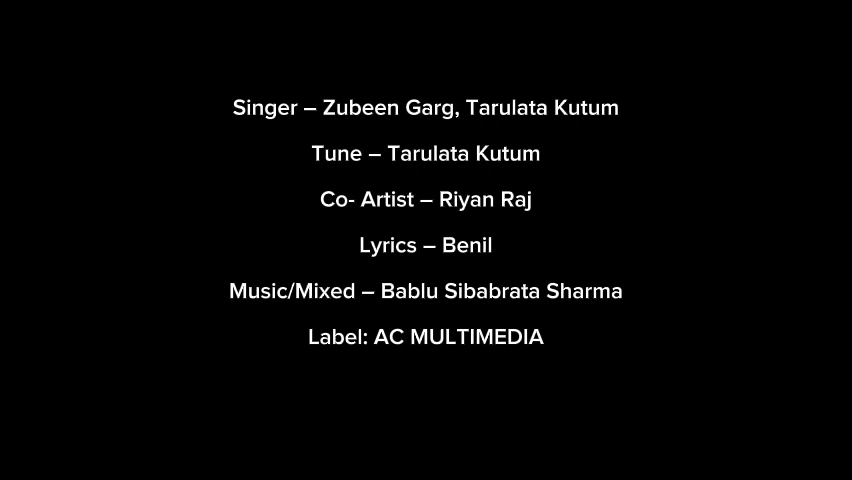 Singer – Zubeen Garg, Tarulata Kutum
Tune – Tarulata Kutum
Co- Artist – Riyan Raj
Lyrics – Benil
Music/Mixed – Bablu Sibabrata Sharma
Label: AC MULTIMEDIA